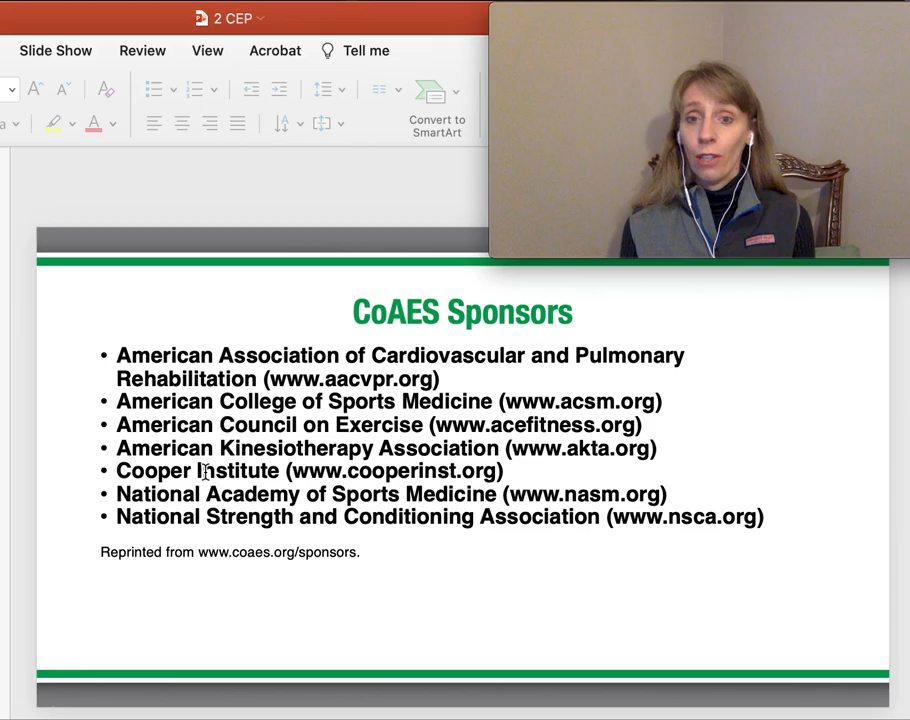 2 CEP
Slide Show Review View Acrobat Tell me
Convert to
SmartArt
CoAES Sponsors
• American Association of Cardiovascular and Pulmonary
Rehabilitation (www.aacvpr.org)
• American College of Sports Medicine (www.acsm.org)
• American Council on Exercise (www.acefitness.org)
• American Kinesiotherapy Association (www.akta.org)
• Cooper Institute (www.cooperinst.org)
• National Academy of Sports Medicine (www.nasm.org)
• National Strength and Conditioning Association (www.nsca.org)
Reprinted from www.coaes.org/sponsors.